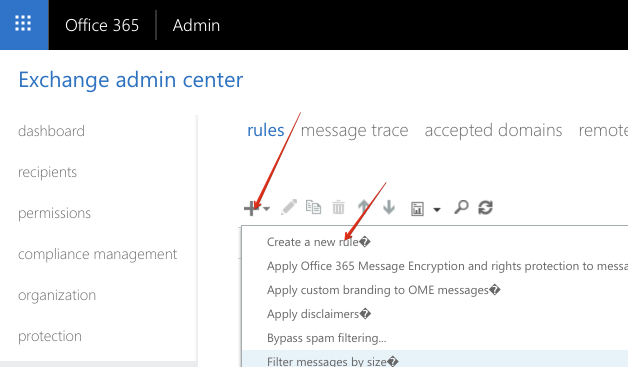 Office 365 Admin
Exchange admin center
dashboard
recipients
permissions
compliance management
organization
protection
rules message trace accepted domains remote
Create a new rule�
Apply Office 365 Message Encryption and rights protection to messa
Apply custom branding to OME messages�
Apply disclaimers�
Bypass spam filtering...
Filter messages by size�